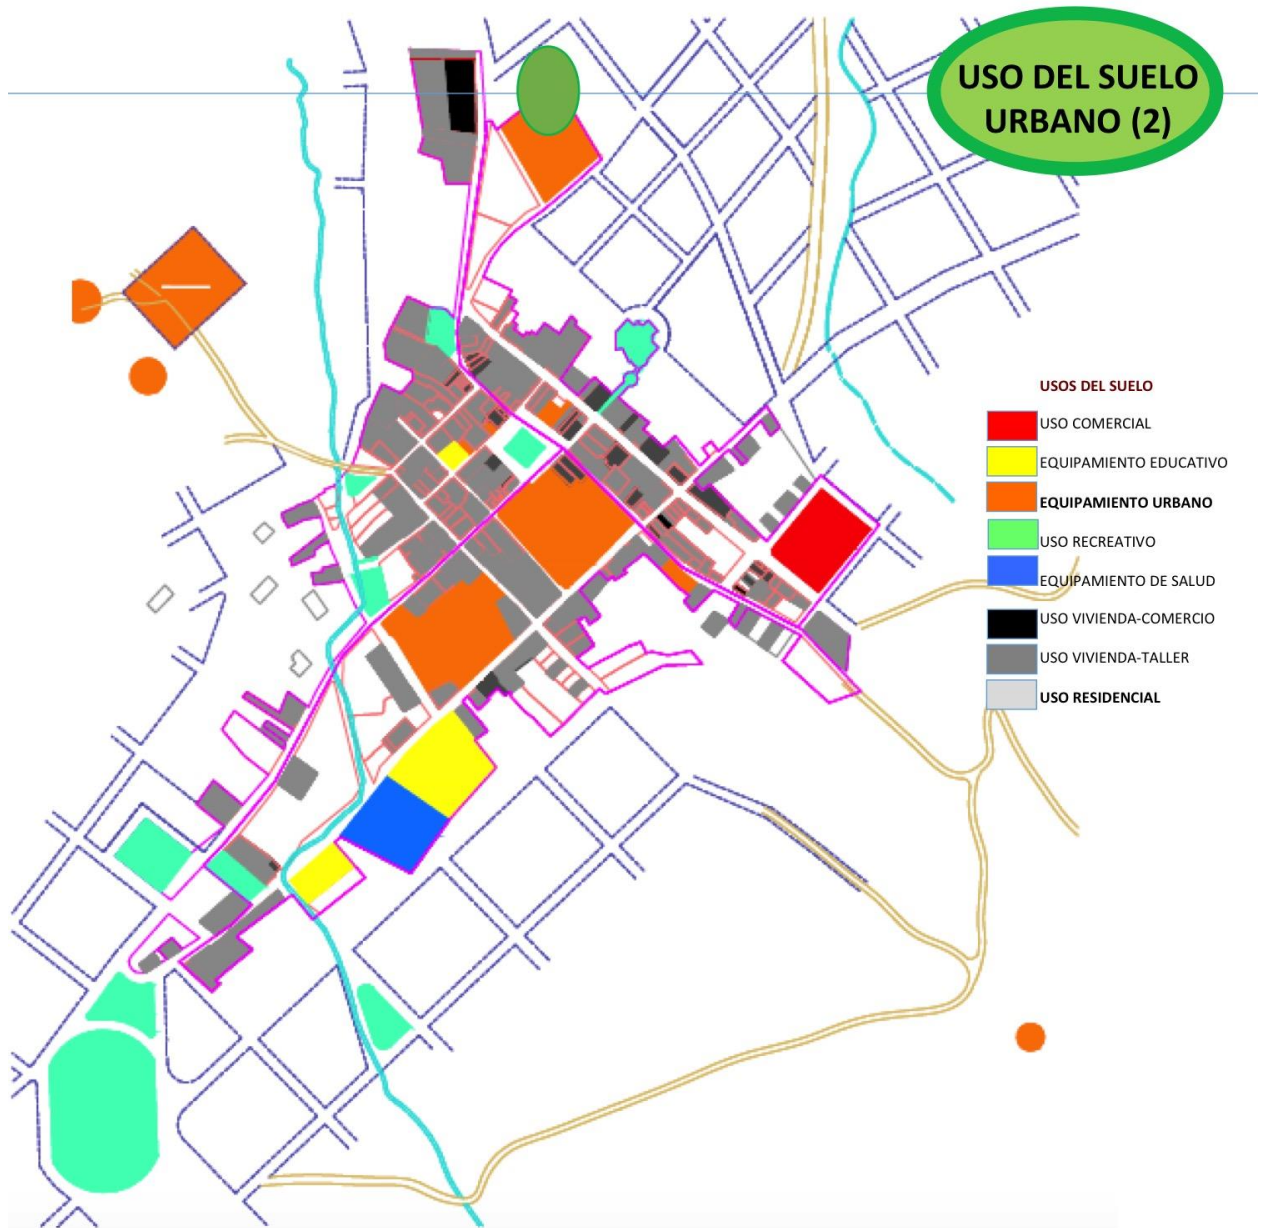 USO DEL SUELO
URBANO (2)
USOS DEL SUELO
USO COMERCIAL
EQUIPAMIENTO EDUCATIVO
EQUIPAMIENTO URBANO
USO RECREATIVO
EQUIPAMIENTO DE SALUD
USO VIVIENDA-COMERCIO
USO VIVIENDA-TALLER
USO RESIDENCIAL